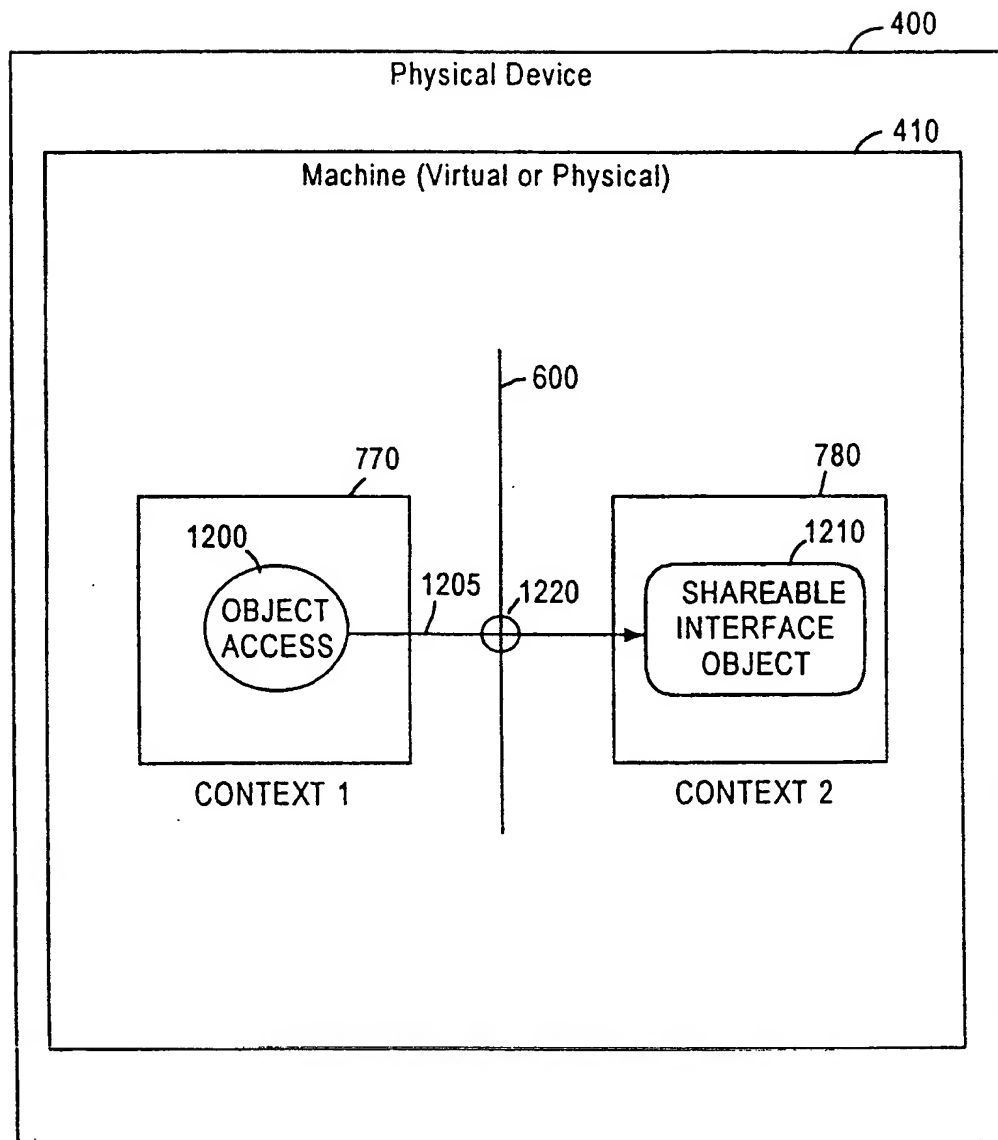 400
Physical Device
410
Machine (Virtual or Physical)
600
770
780
1200
1210
OBJECT
ACCESS
1205
1220
SHAREABLE
INTERFACE
OBJECT
CONTEXT 1
CONTEXT 2